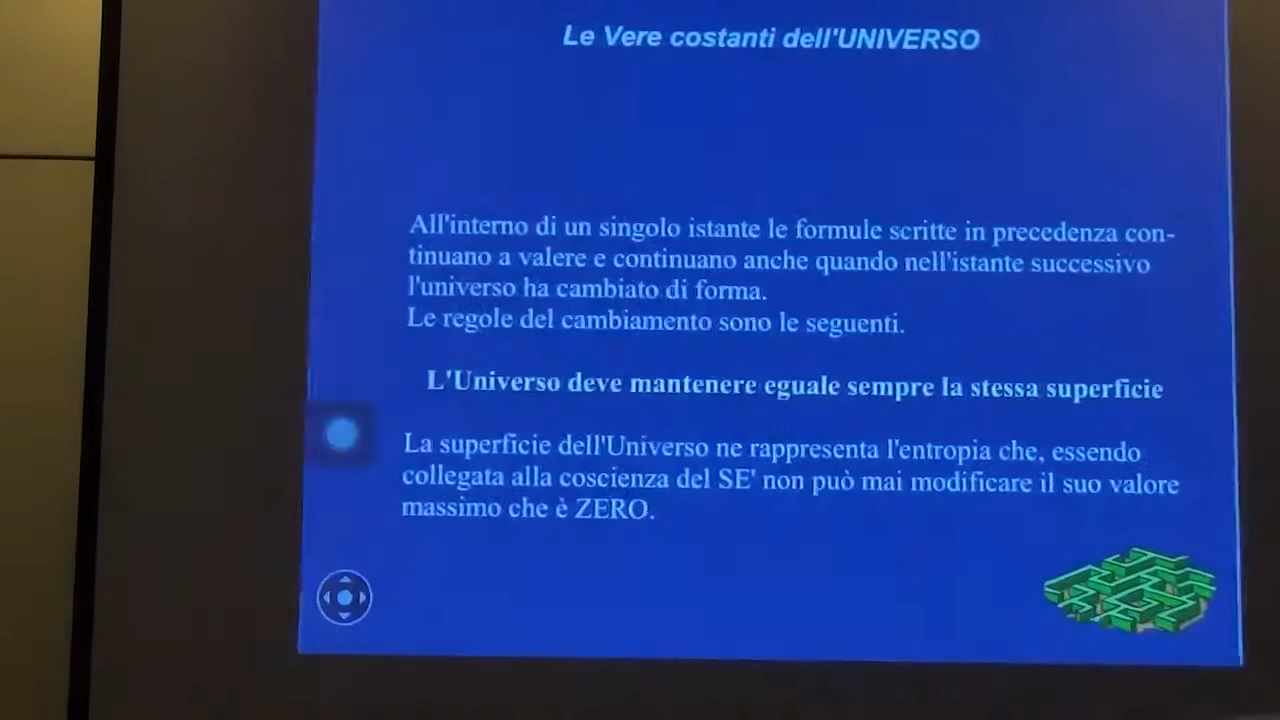 Le Vere costanti dell'UNIVERSO
All'interno di un singolo istante le formule scritte in precedenza con-
tinuano a valere e continuano anche quando nell'istante successivo
l'universo ha cambiato di forma.
Le regole del cambiamento sono le seguenti.
L'Universo deve mantenere eguale sempre la stessa superficie
La superficie dell'Universo ne rappresenta l'entropia che, essendo
collegata alla coscienza del SE' non può mai modificare il suo valore
massimo che è ZERO.